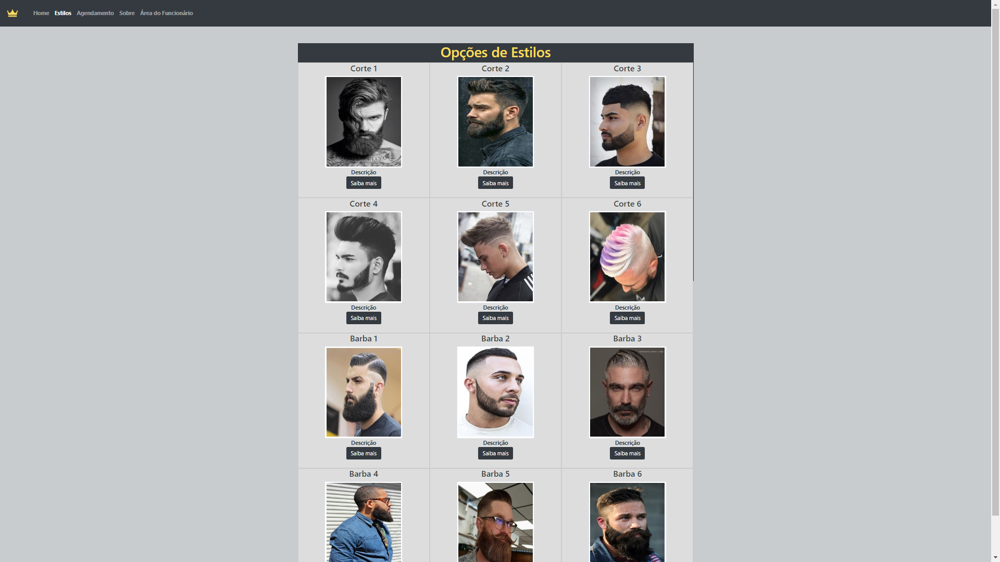 Home Estilos Agendamento Sobre Área do Funcionário
Opções de Estilos
Corte 1 Corte 2 Corte 3
Descrição Descrição Descrição
Saiba mais Saiba mais Saiba mais
Corte 4 Corte 5 Corte 6
Descrição Descrição Descrição
Saiba mais Saiba mais Saiba mais
Barba 1 Barba 2 Barba 3
Descrição Descrição Descrição
Saiba mais Saiba mais Saiba mais
Barba 4 Barba 5 Barba 6